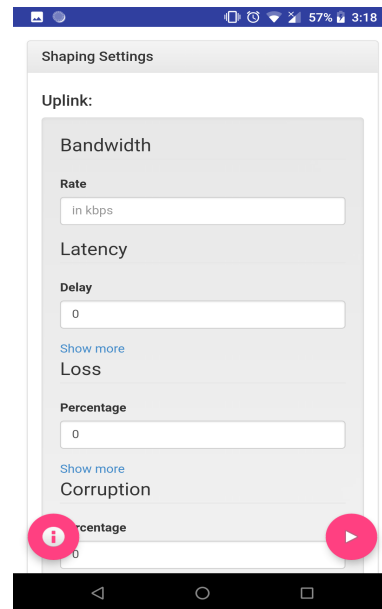 57% 3:18
Shaping Settings
Uplink:
Bandwidth
Rate
in kbps
Latency
Delay
0
Show more
Loss
Percentage
0
Show more
Corruption
rcentage
0